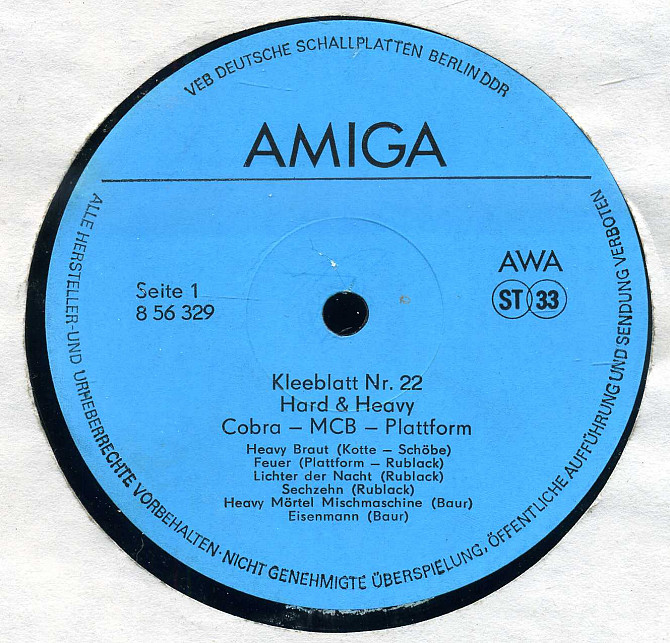 VEB DEUTSCHE SCHALLPLATTEN BERLIN DDR
AMIGA
Seite 1
8 56 329
AWA
ST 33
Kleeblatt Nr. 22
Hard & Heavy
Cobra – MCB – Plattform
Heavy Braut (Kotte – Schöbe)
Feuer (Plattform – Rublack)
Lichter der Nacht (Rublack)
Sechzehn (Rublack)
Heavy Mörtel Mischmaschine (Baur)
Eisenmann (Baur)
ALLE HERSTELLER-UND URHEBERRECHTE VORBEHALTEN·NICHT GENEHMIGTE ÜBERSPIELUNG, ÖFFENTLICHE AUFFÜHRUNG UND SENDUNG VERBOTEN